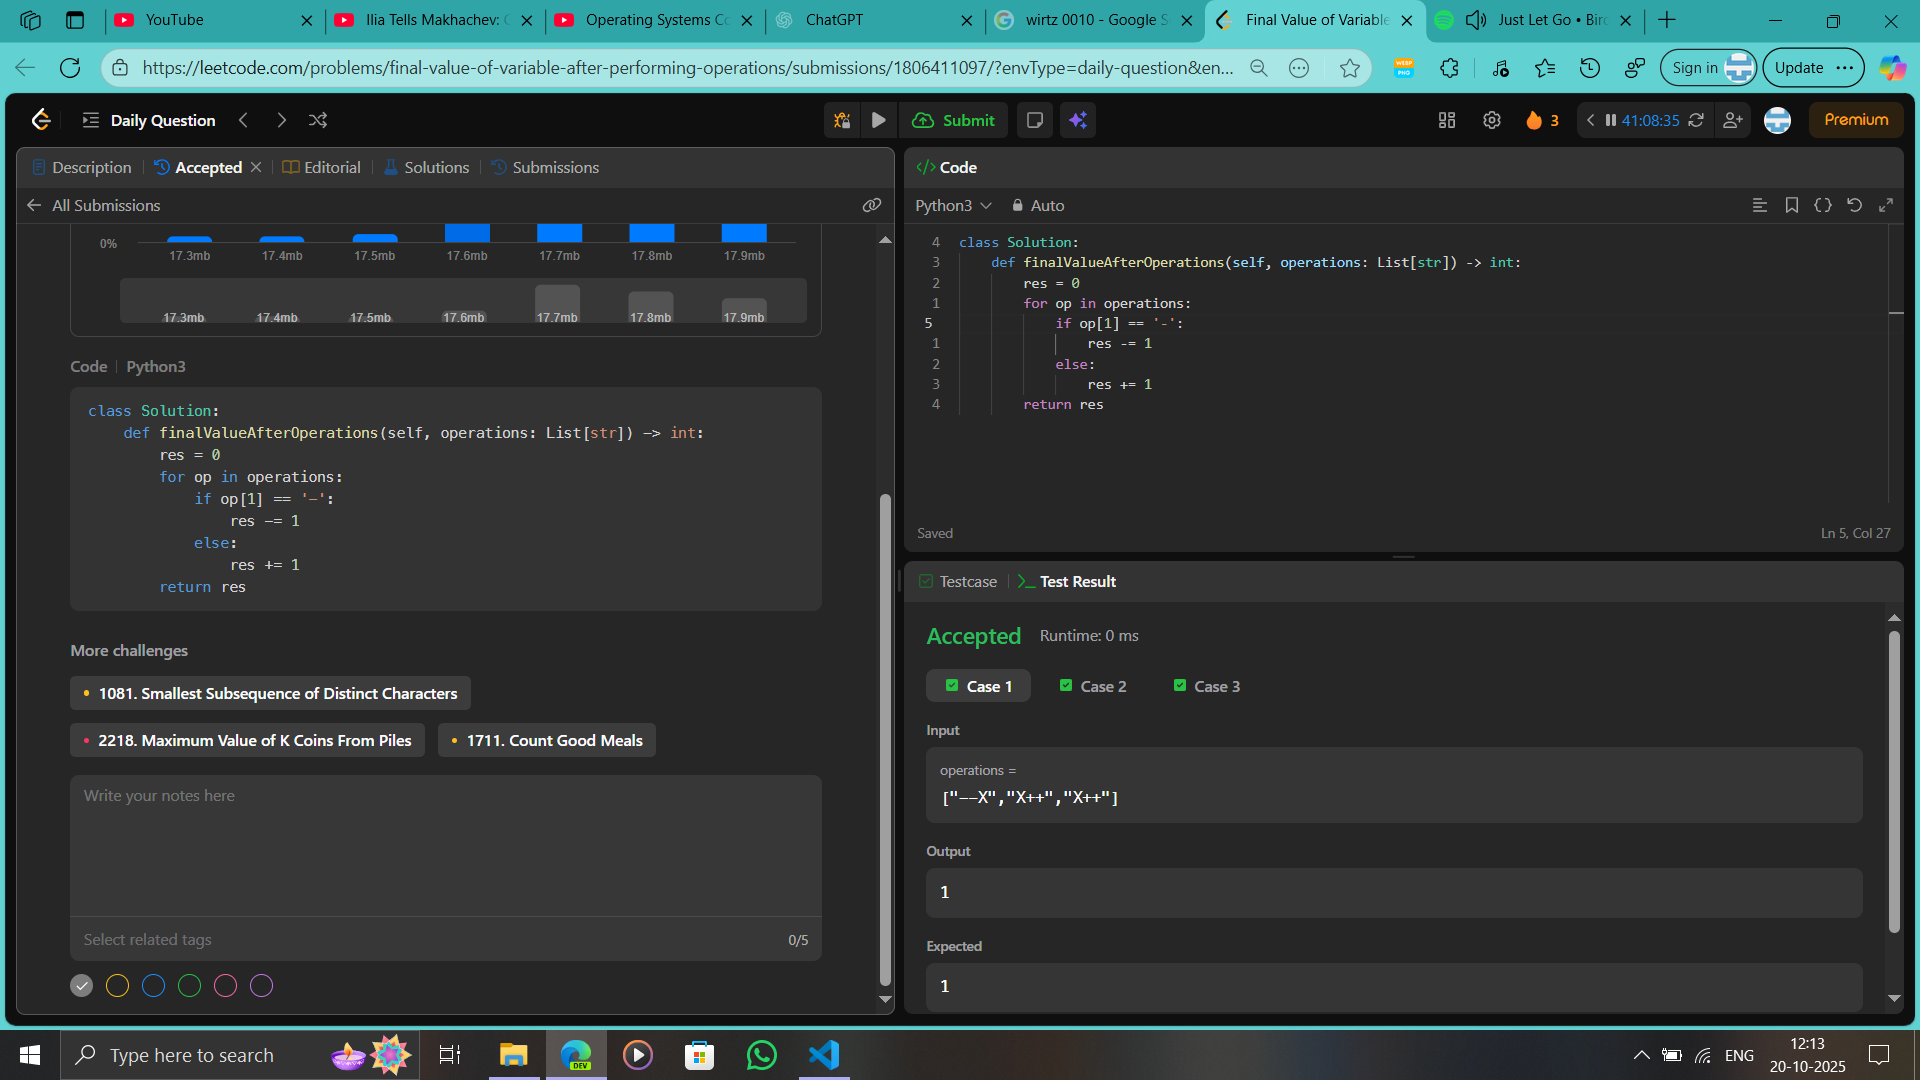 YouTube
Ilia Tells Makhachev:
Operating Systems Co
ChatGPT
wirtz 0010 - Google S
Final Value of Variable
Just Let Go • Bir
https://leetcode.com/problems/final-value-of-variable-after-performing-operations/submissions/1806411097/?envType=daily-question&en...
WEBP
PNG
Sign in
Update
Daily Question
Submit
3
41:08:35
Premium
Description
Accepted
Editorial
Solutions
Submissions
All Submissions
0%
17.3mb 17.4mb 17.5mb 17.6mb 17.7mb 17.8mb 17.9mb
17.3mb 17.4mb 17.5mb 17.6mb 17.7mb 17.8mb 17.9mb
Code
Python3
class Solution:
def finalValueAfterOperations(self, operations: List[str]) -> int:
res = 0
for op in operations:
if op[1] == '-':
res -= 1
else:
res += 1
return res
More challenges
1081. Smallest Subsequence of Distinct Characters
2218. Maximum Value of K Coins From Piles
1711. Count Good Meals
Write your notes here
Select related tags
0/5
</> Code
Python3
Auto
4 class Solution:
3 def finalValueAfterOperations(self, operations: List[str]) -> int:
2 res = 0
1 for op in operations:
5 if op[1] == '-':
1 res -= 1
2 else:
3 res += 1
4 return res
Saved
Ln 5, Col 27
Testcase
Test Result
Accepted
Runtime: 0 ms
Case 1
Case 2
Case 3
Input
operations =
["--X","X++","X++"]
Output
1
Expected
1
Type here to search
DEV
ENG
12:13
20-10-2025